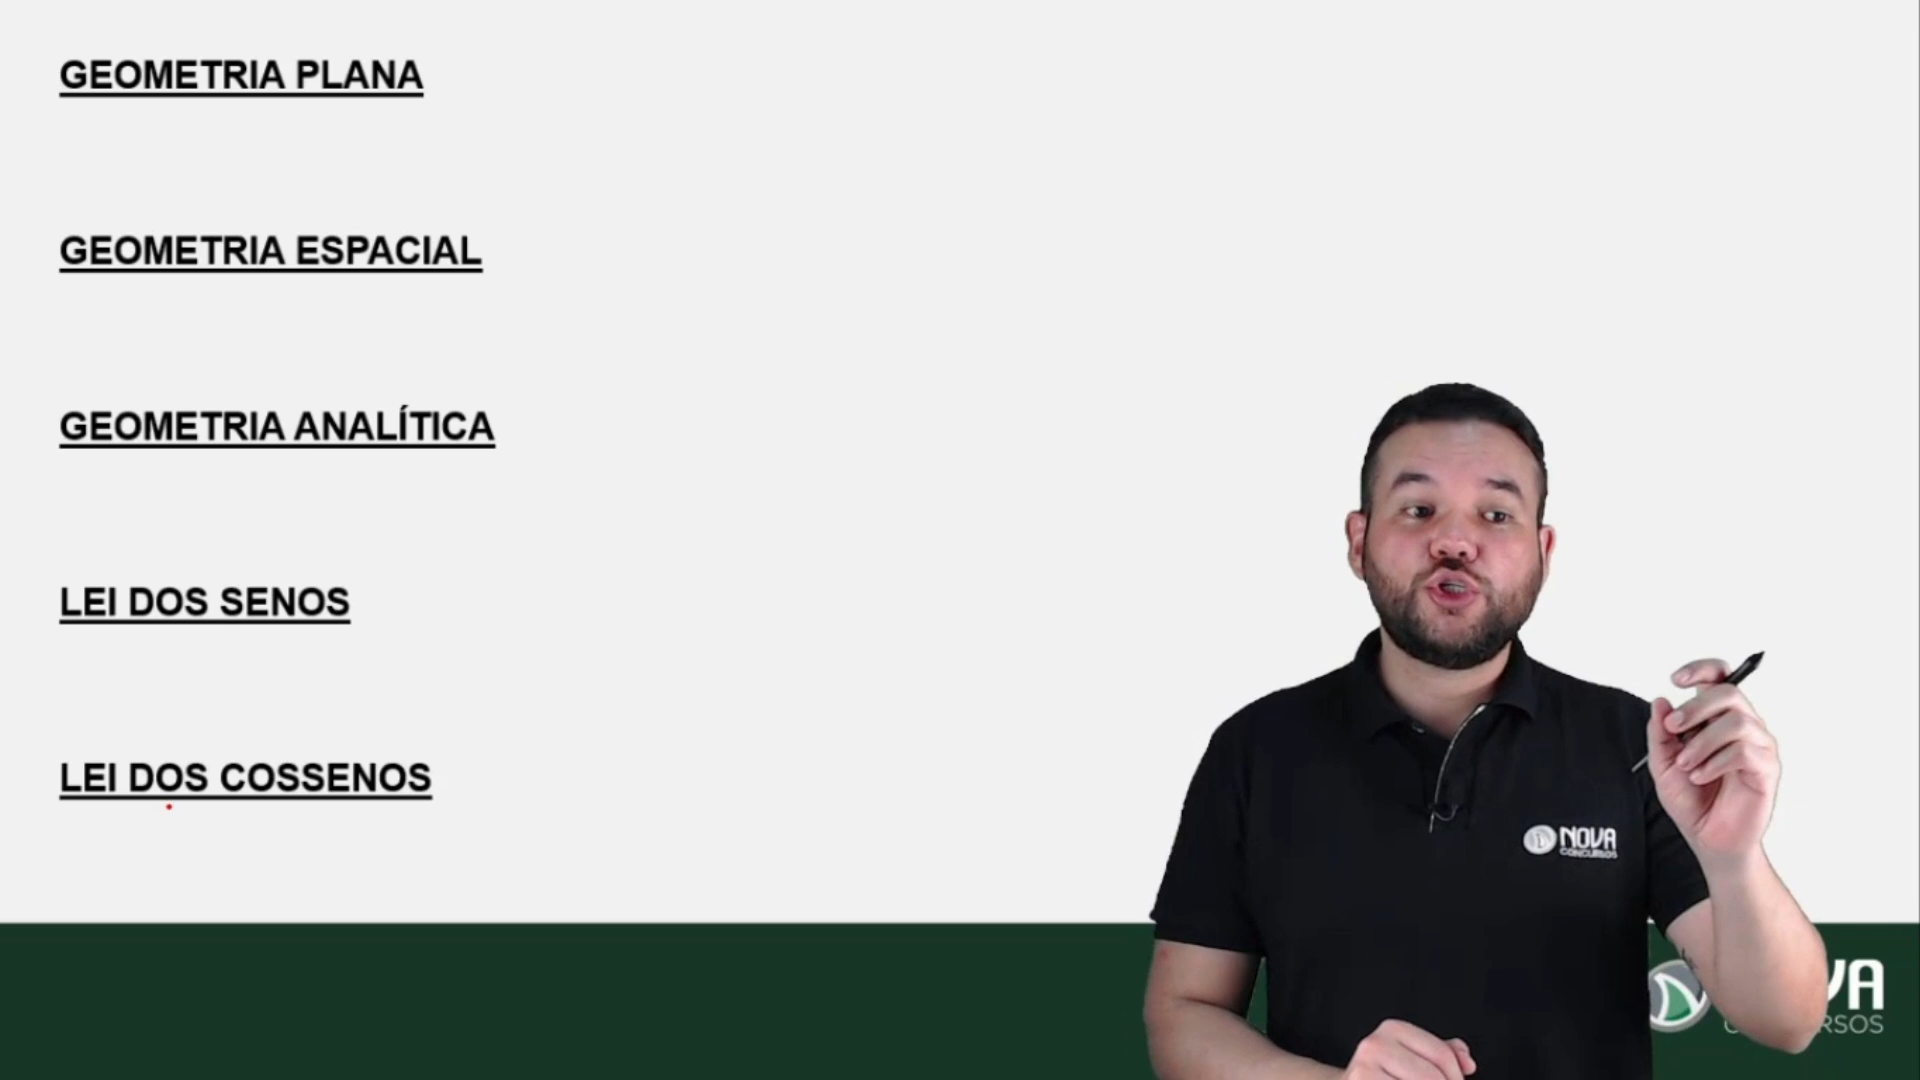 GEOMETRIA PLANA
GEOMETRIA ESPACIAL
GEOMETRIA ANALÍTICA
LEI DOS SENOS
LEI DOS COSSENOS
NOVA
CONCURSOS